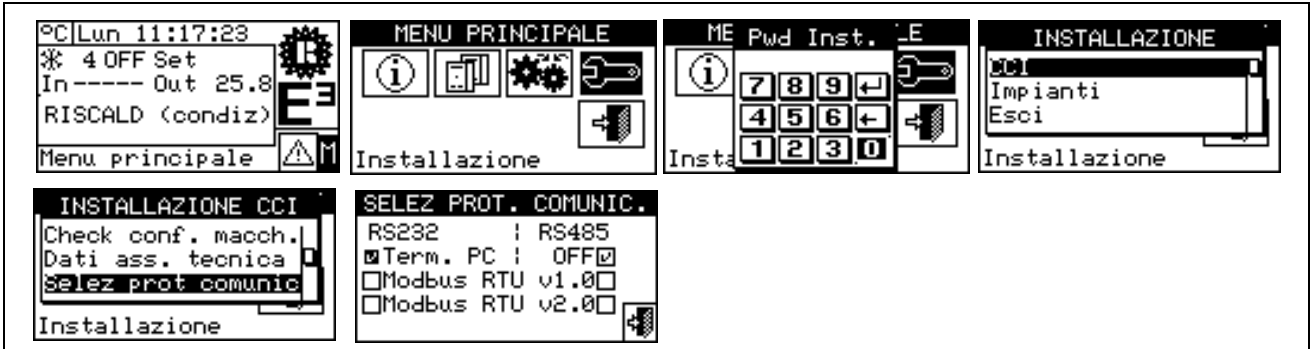 °C Lun 11:17:23
4 OFF Set
In ----- Out 25.8
RISCALD (condiz)
E³
Menu principale M
MENU PRINCIPALE
i
Installazione
ME Pwd Inst. LE
i
7 8 9 ↵
4 5 6 ←
1 2 3 0
Insta
INSTALLAZIONE
CCI
Impianti
Esci
Installazione
INSTALLAZIONE CCI
Check conf. macch.
Dati ass. tecnica
Selez prot comunic
Installazione
SELEZ PROT. COMUNIC.
RS232 ¦ RS485
☑Term. PC ¦ OFF☑
☐Modbus RTU v1.0☐
☐Modbus RTU v2.0☐